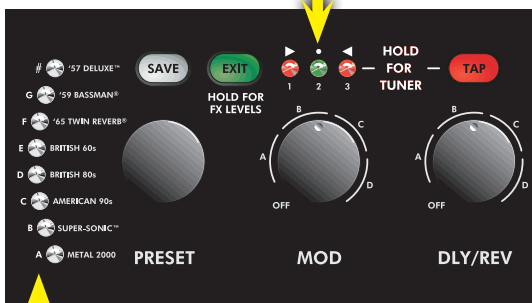 # '57 DELUXE™
G '59 BASSMAN®
F '65 TWIN REVERB®
E BRITISH 60s
D BRITISH 80s
C AMERICAN 90s
B SUPER-SONIC™
A METAL 2000
SAVE
EXIT
HOLD FOR
FX LEVELS
PRESET
1 2 3
HOLD
FOR
TUNER
TAP
A B C D
OFF
MOD
A B C D
OFF
DLY/REV